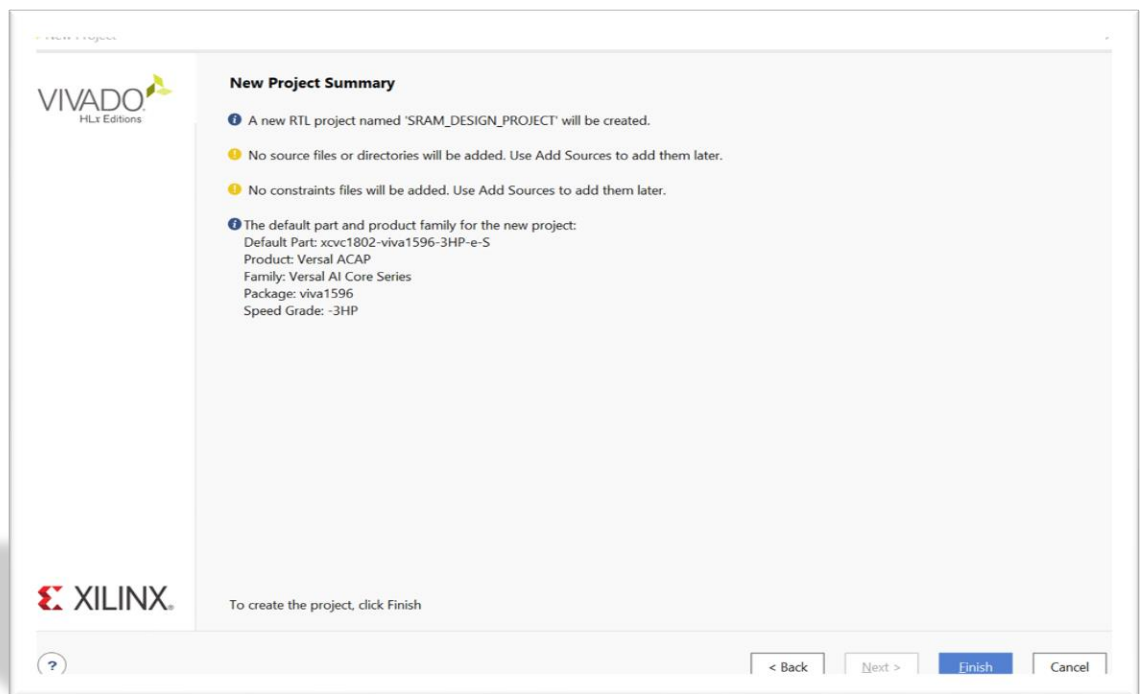 New Project
VIVADO
HLx Editions
New Project Summary
A new RTL project named 'SRAM_DESIGN_PROJECT' will be created.
No source files or directories will be added. Use Add Sources to add them later.
No constraints files will be added. Use Add Sources to add them later.
The default part and product family for the new project:
Default Part: xcvc1802-viva1596-3HP-e-S
Product: Versal ACAP
Family: Versal AI Core Series
Package: viva1596
Speed Grade: -3HP
XILINX
To create the project, click Finish
?
< Back
Next >
Finish
Cancel